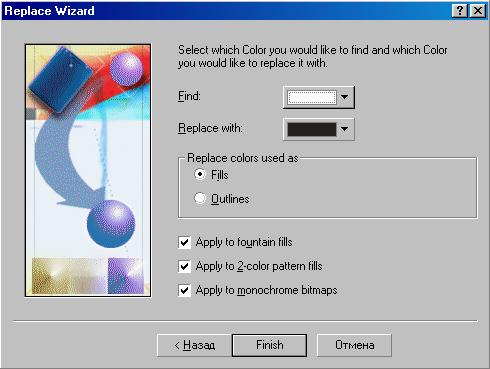 Replace Wizard
Select which Color you would like to find and which Color
you would like to replace it with.
Find:
Replace with:
Replace colors used as
Fills
Outlines
Apply to fountain fills
Apply to 2-color pattern fills
Apply to monochrome bitmaps
< Назад Finish Отмена